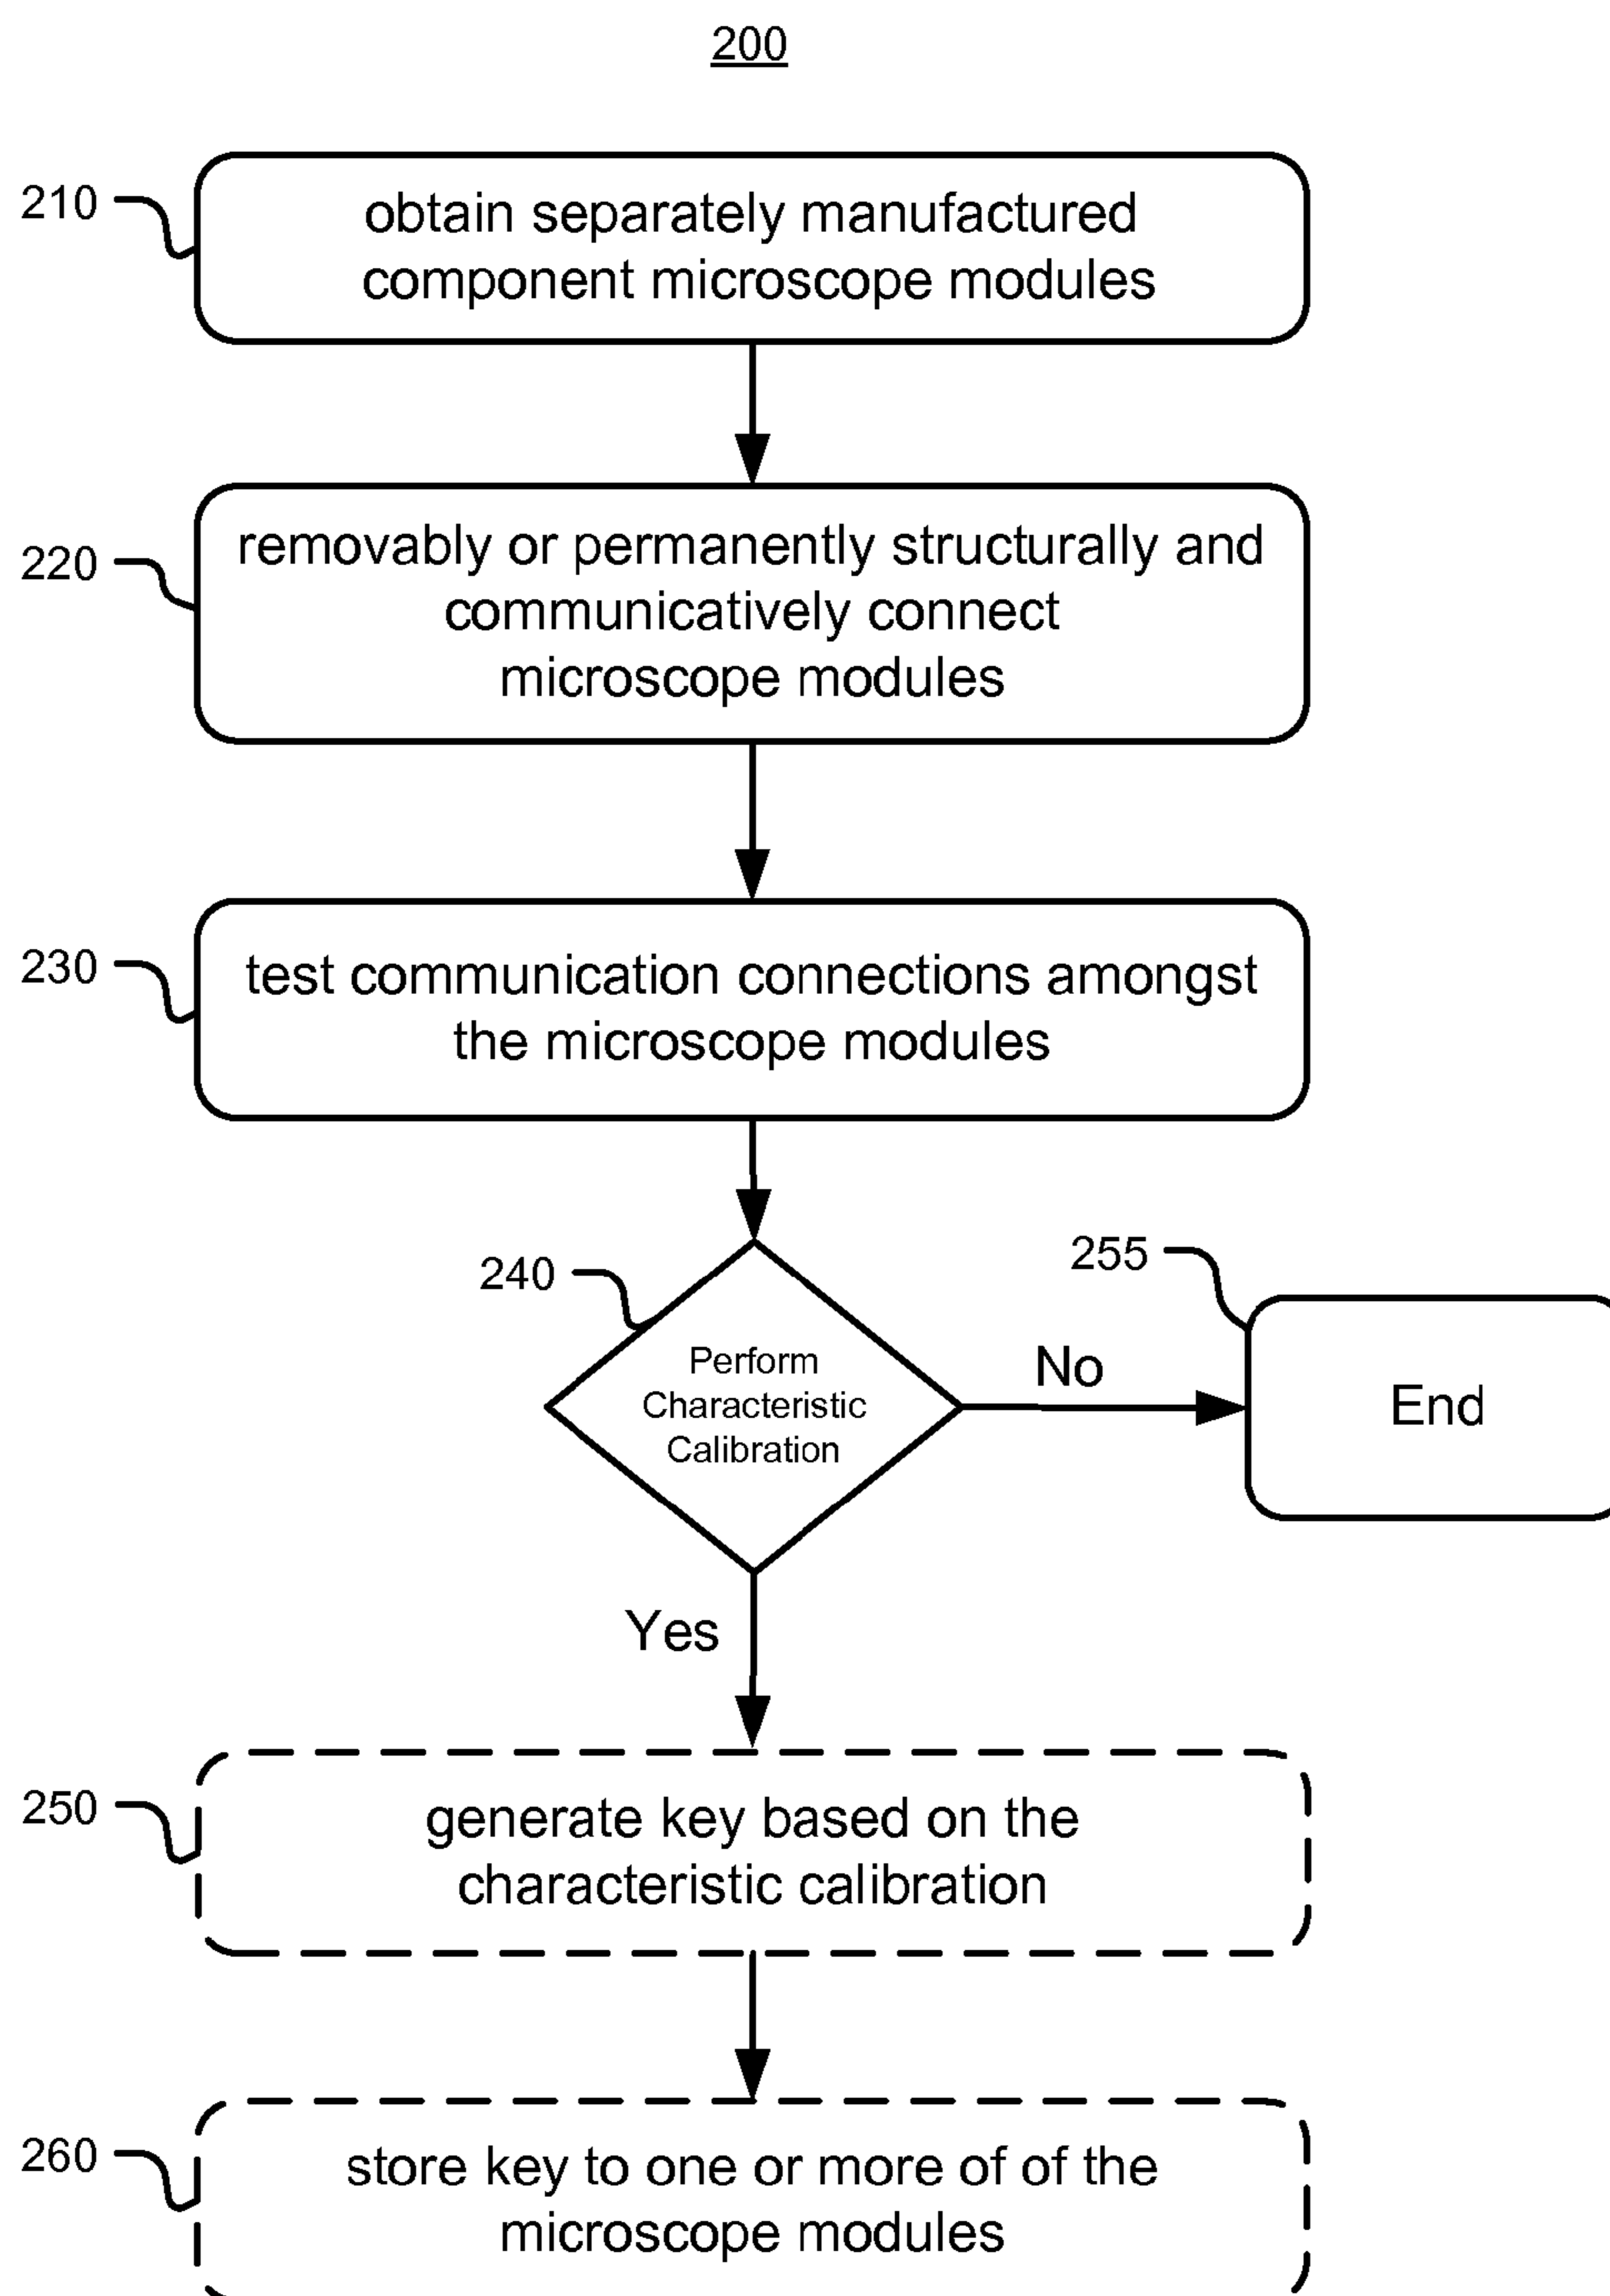 200
210
obtain separately manufactured
component microscope modules
220
removably or permanently structurally and
communicatively connect
microscope modules
230
test communication connections amongst
the microscope modules
240
Perform
Characteristic
Calibration
255
No
End
Yes
250
generate key based on the
characteristic calibration
260
store key to one or more of of the
microscope modules